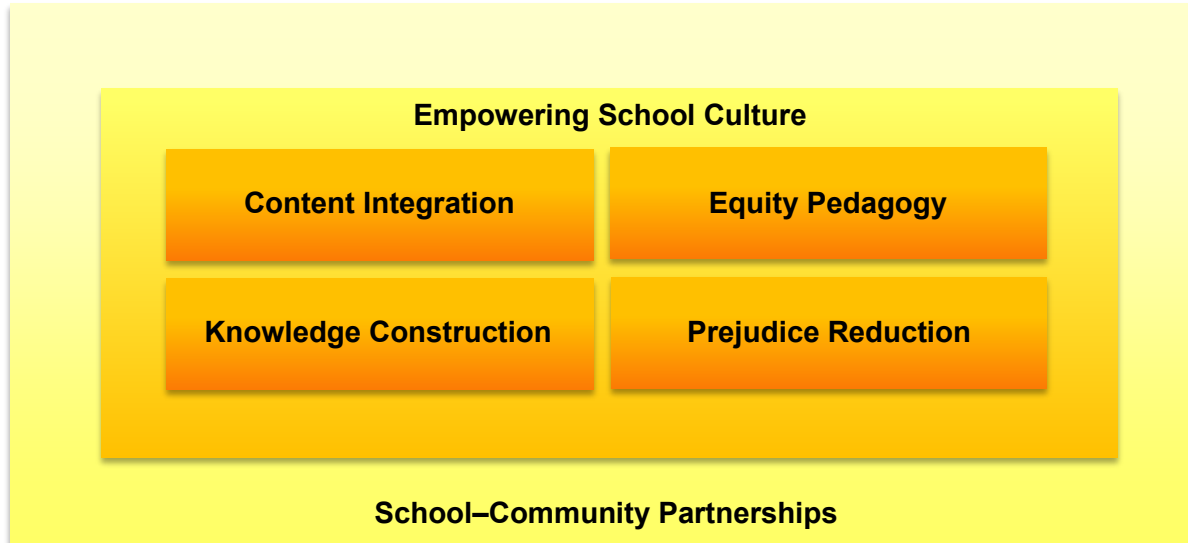 Empowering School Culture
Content Integration
Equity Pedagogy
Knowledge Construction
Prejudice Reduction
School–Community Partnerships